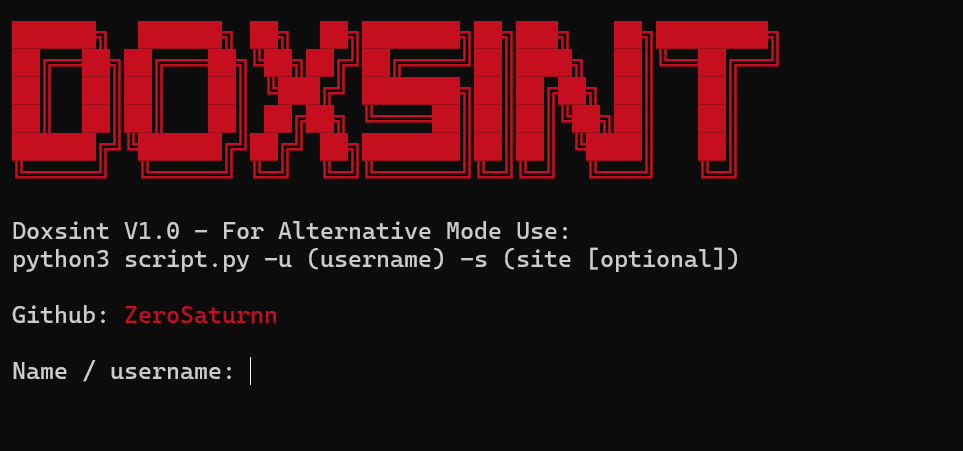 DOXSINT
Doxsint V1.0 - For Alternative Mode Use:
python3 script.py -u (username) -s (site [optional])
Github: ZeroSaturnn
Name / username: